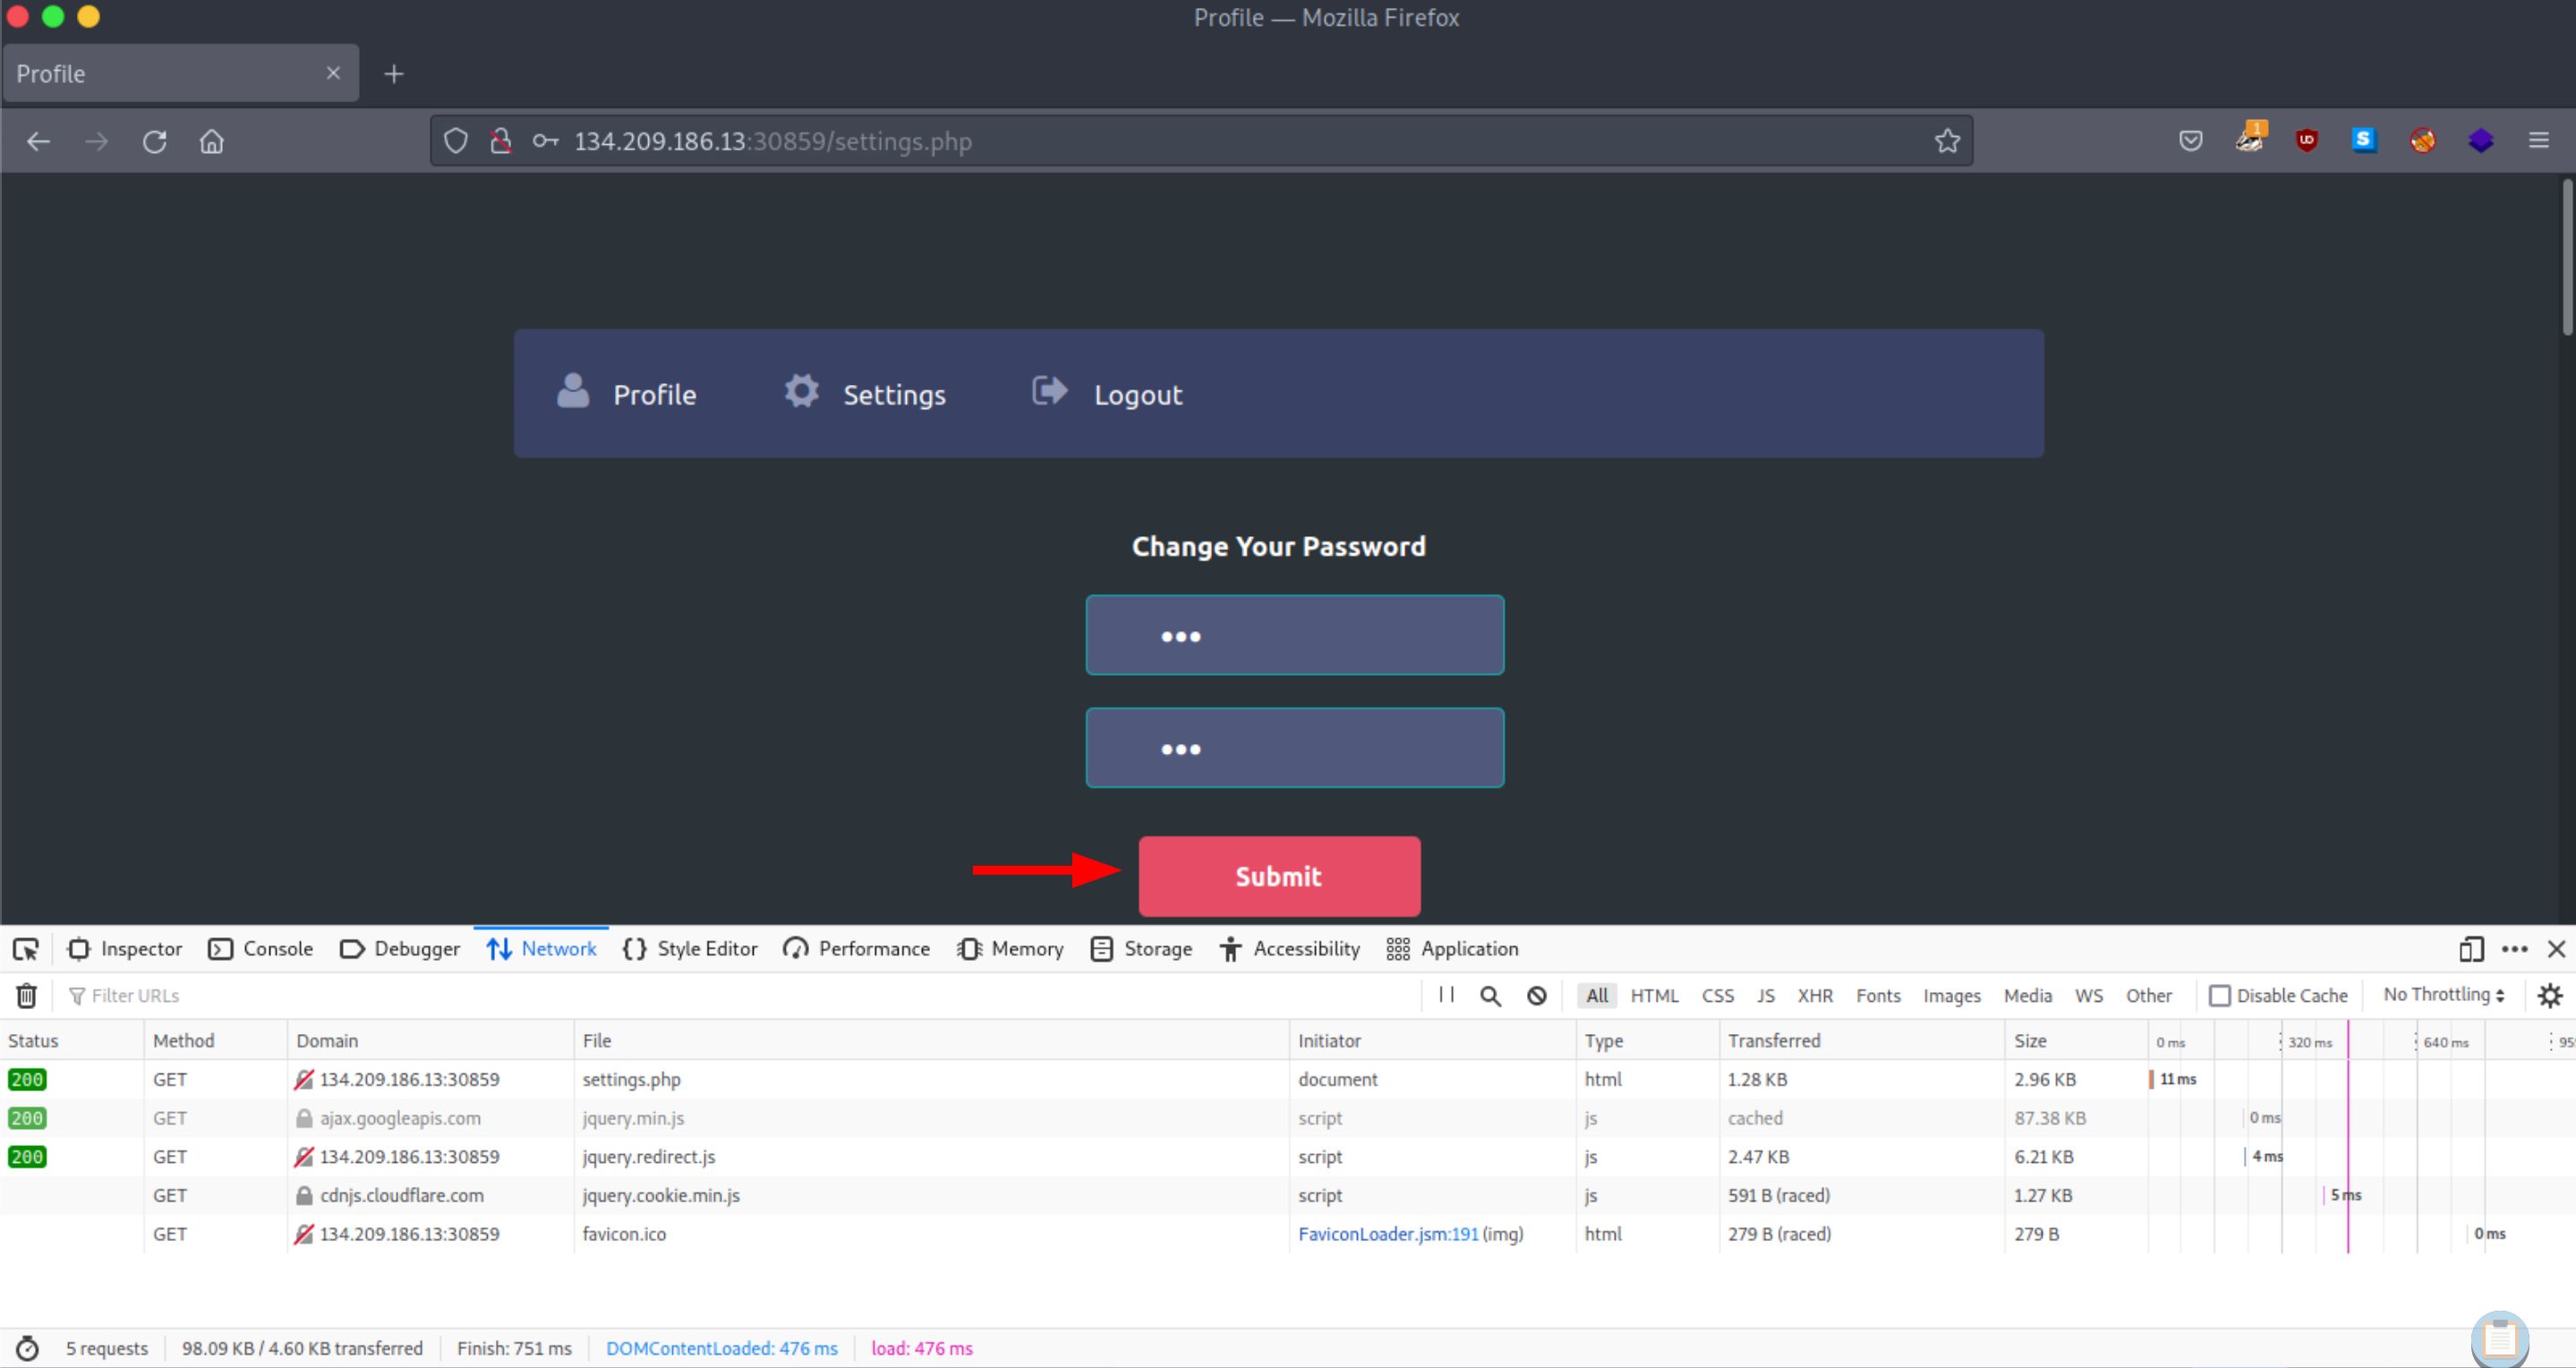 Profile — Mozilla Firefox
Profile
134.209.186.13:30859/settings.php
1
UD
S
Profile Settings Logout
Change Your Password
•••
•••
Submit
Inspector Console Debugger Network Style Editor Performance Memory Storage Accessibility Application
Filter URLs All HTML CSS JS XHR Fonts Images Media WS Other Disable Cache No Throttling
Status Method Domain File Initiator Type Transferred Size 0 ms 320 ms 640 ms
200 GET 134.209.186.13:30859 settings.php document html 1.28 KB 2.96 KB 11 ms
200 GET ajax.googleapis.com jquery.min.js script js cached 87.38 KB 0 ms
200 GET 134.209.186.13:30859 jquery.redirect.js script js 2.47 KB 6.21 KB 4 ms
GET cdnjs.cloudflare.com jquery.cookie.min.js script js 591 B (raced) 1.27 KB 5 ms
GET 134.209.186.13:30859 favicon.ico FaviconLoader.jsm:191 (img) html 279 B (raced) 279 B 0 ms
5 requests 98.09 KB / 4.60 KB transferred Finish: 751 ms DOMContentLoaded: 476 ms load: 476 ms